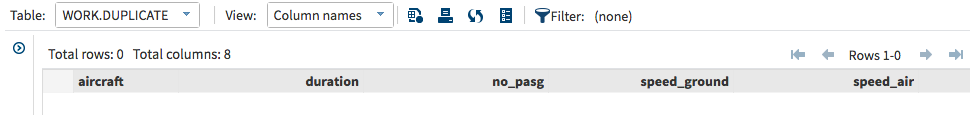 Table: WORK.DUPLICATE View: Column names Filter: (none)
Total rows: 0 Total columns: 8 Rows 1-0
aircraft duration no_pasg speed_ground speed_air